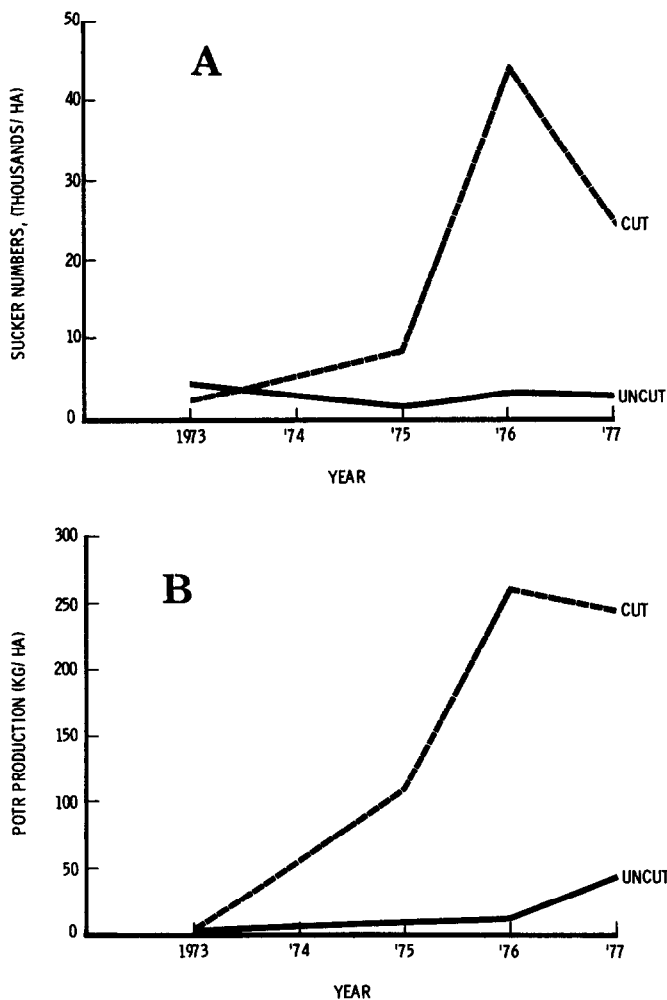 50
40
30
20
10
0
SUCKER NUMBERS, (THOUSANDS/ HA)
A
CUT
UNCUT
1973 '74 '75 '76 '77
YEAR
300
250
200
150
100
50
0
POTR PRODUCTION (KG/ HA)
B
CUT
UNCUT
1973 '74 '75 '76 '77
YEAR